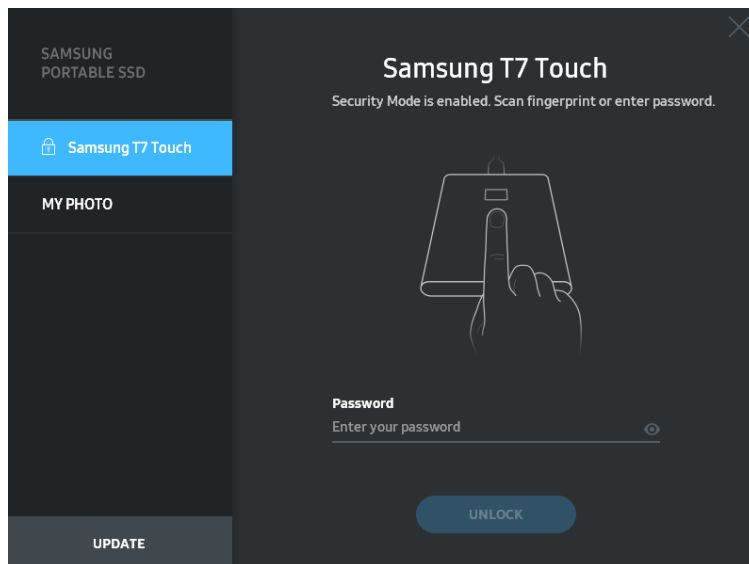 SAMSUNG
PORTABLE SSD
Samsung T7 Touch
MY PHOTO
UPDATE
Samsung T7 Touch
Security Mode is enabled. Scan fingerprint or enter password.
Password
Enter your password
UNLOCK